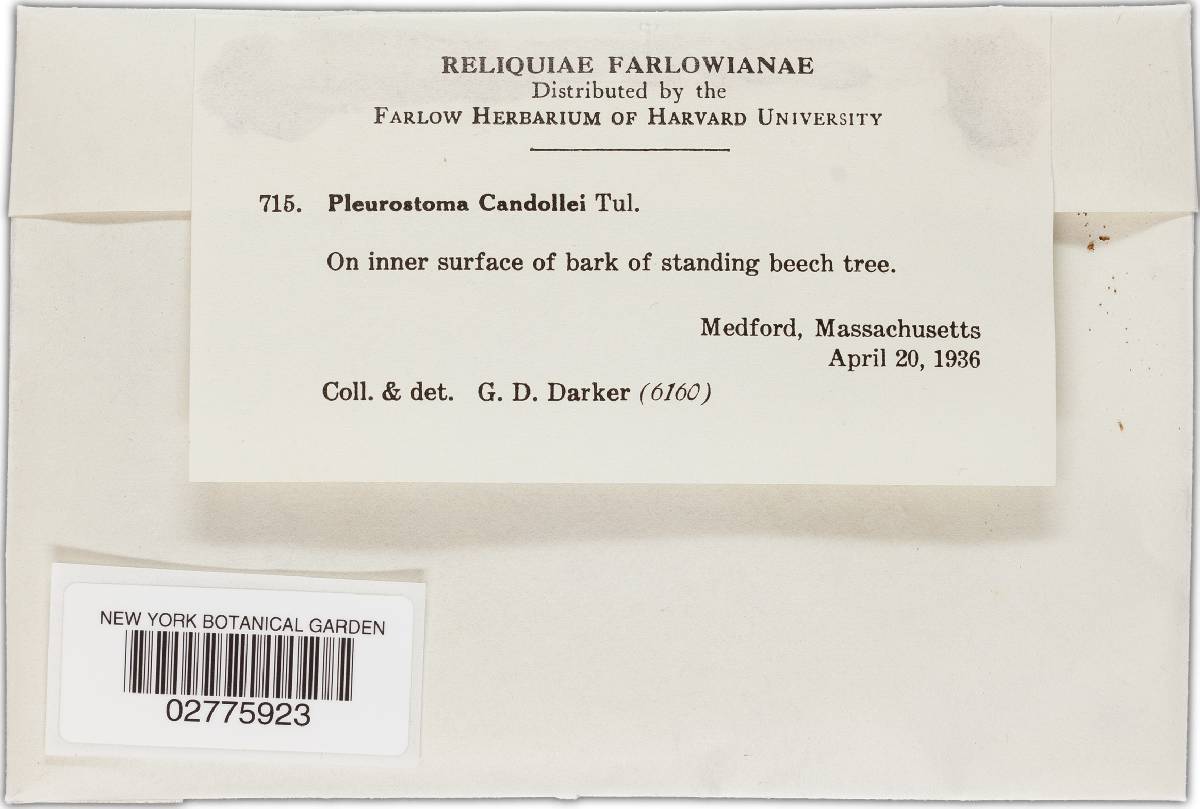 RELIQUIAE FARLOWIANAE
Distributed by the
FARLOW HERBARIUM OF HARVARD UNIVERSITY
715. Pleurostoma Candollei Tul.
On inner surface of bark of standing beech tree.
Medford, Massachusetts
April 20, 1936
Coll. & det. G. D. Darker (6160)
NEW YORK BOTANICAL GARDEN
02775923